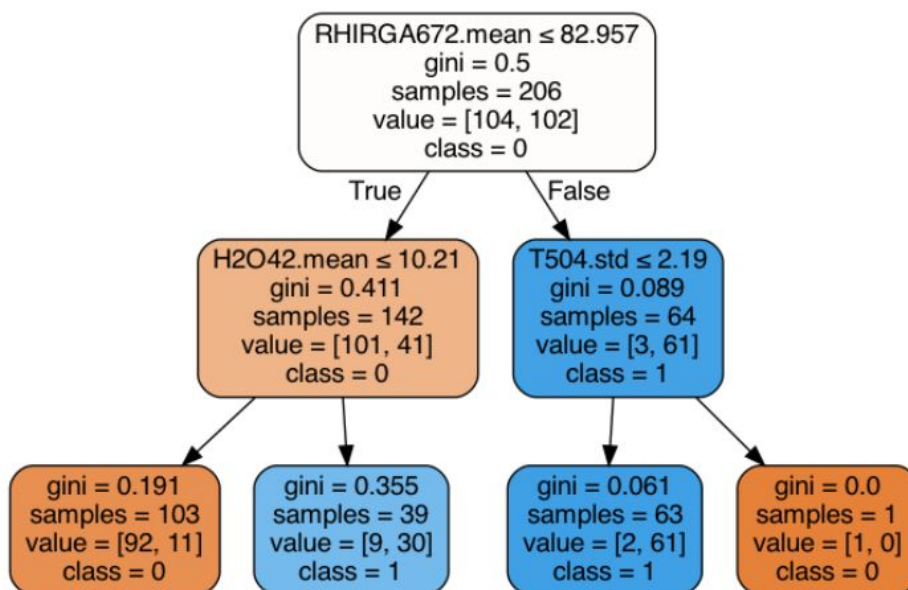 RHIRGA672.mean ≤ 82.957
gini = 0.5
samples = 206
value = [104, 102]
class = 0
True
False
H2O42.mean ≤ 10.21
gini = 0.411
samples = 142
value = [101, 41]
class = 0
T504.std ≤ 2.19
gini = 0.089
samples = 64
value = [3, 61]
class = 1
gini = 0.191
samples = 103
value = [92, 11]
class = 0
gini = 0.355
samples = 39
value = [9, 30]
class = 1
gini = 0.061
samples = 63
value = [2, 61]
class = 1
gini = 0.0
samples = 1
value = [1, 0]
class = 0